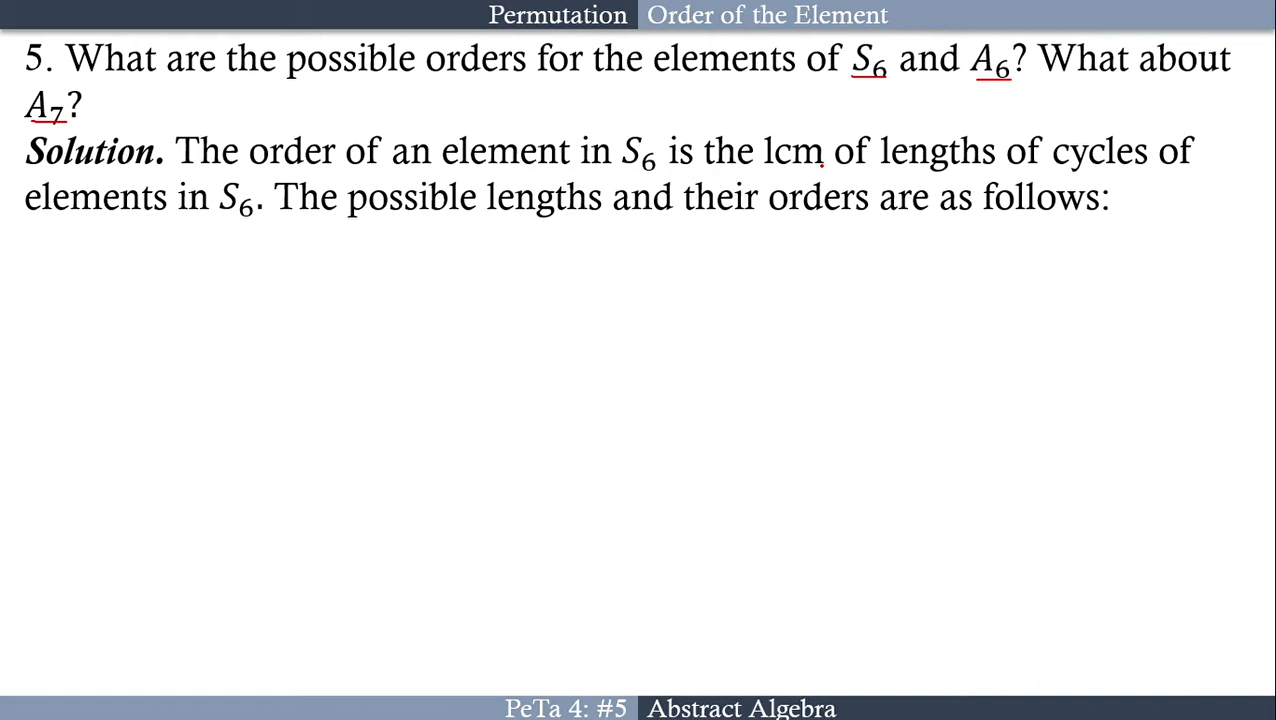 Permutation Order of the Element
5. What are the possible orders for the elements of S₆ and A₆? What about
A₇?
Solution. The order of an element in S₆ is the lcm of lengths of cycles of
elements in S₆. The possible lengths and their orders are as follows:
PeTa 4: #5 Abstract Algebra